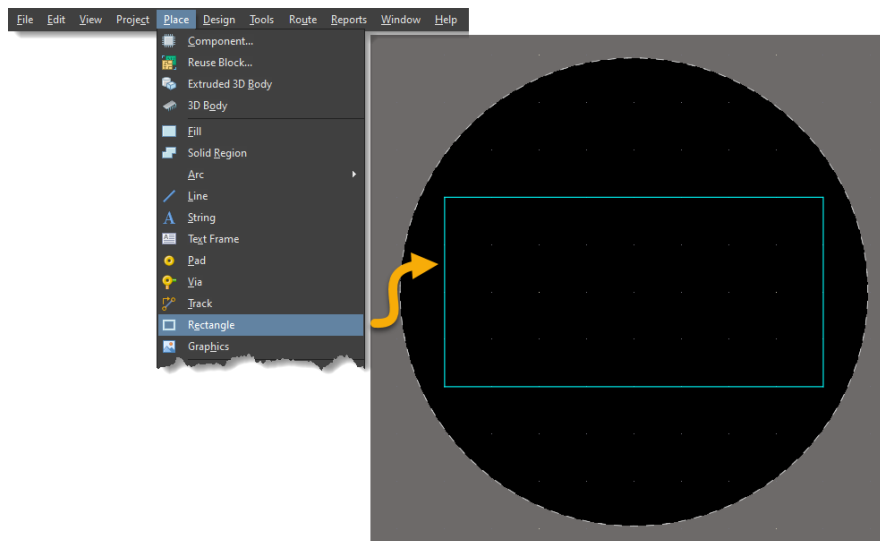 File Edit View Project Place Design Tools Route Reports Window Help
Component...
Reuse Block...
Extruded 3D Body
3D Body
Fill
Solid Region
Arc
Line
String
Text Frame
Pad
Via
Track
Rectangle
Graphics